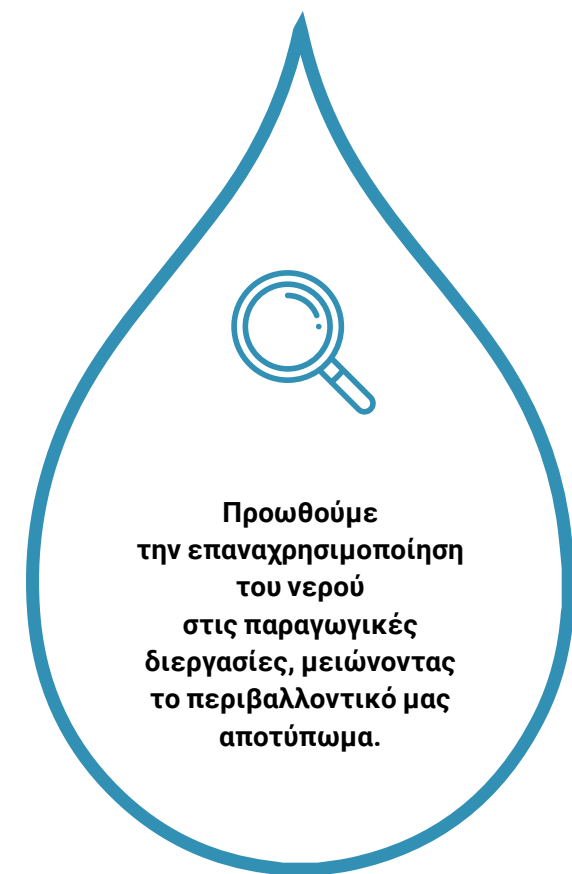 Προωθούμε
την επαναχρησιμοποίηση
του νερού
στις παραγωγικές
διεργασίες, μειώνοντας
το περιβαλλοντικό μας
αποτύπωμα.